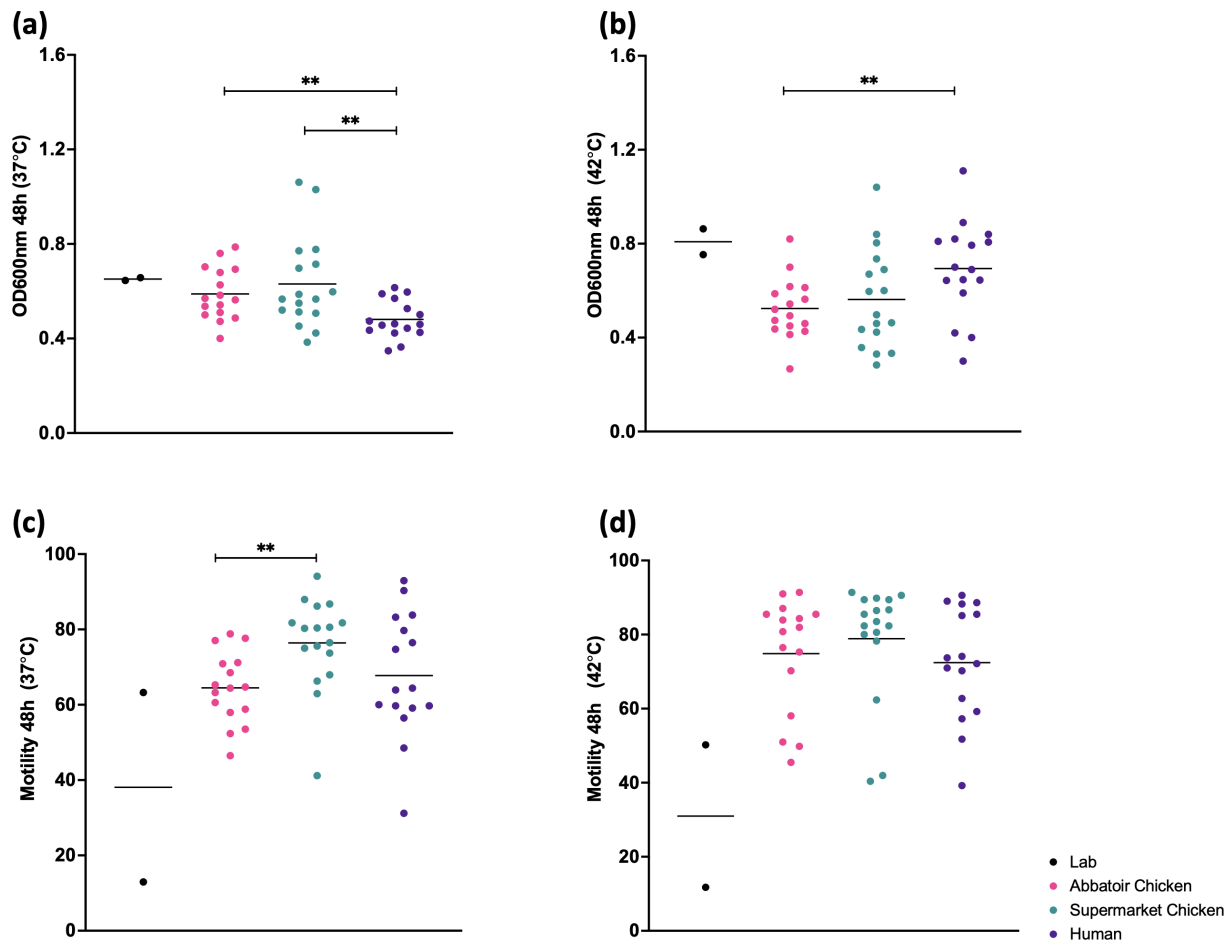 (a)
OD600nm 48h (37°C)
1.6
1.2
0.8
0.4
0.0
**
**
(b)
OD600nm 48h (42°C)
1.6
1.2
0.8
0.4
0.0
**
(c)
Motility 48h (37°C)
100
80
60
40
20
0
**
(d)
Motility 48h (42°C)
100
80
60
40
20
0
Lab
Abbatoir Chicken
Supermarket Chicken
Human